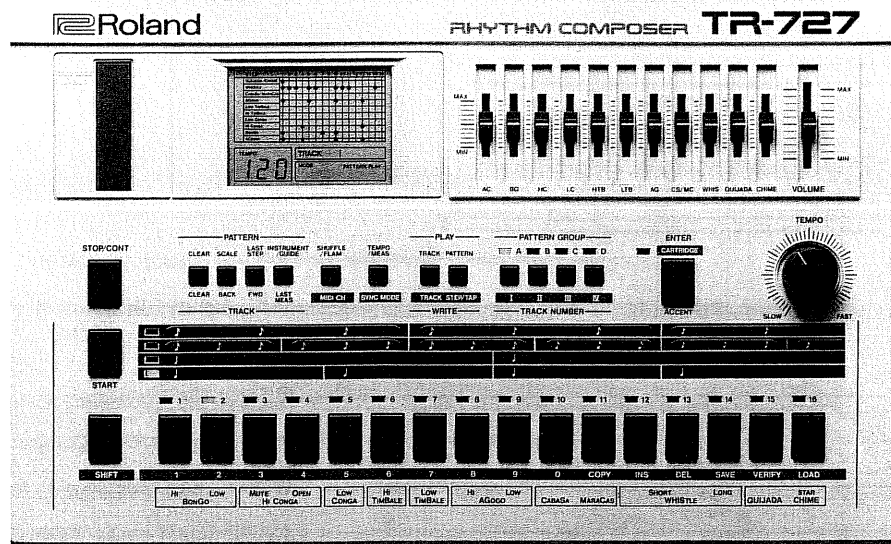 Roland
RHYTHM COMPOSER TR-727
MAX
MIN
AC BO HC LC HTB LTB AG CS/MC WHIS QUIJADA CHIME VOLUME
MAX
MIN
120
TRACK
PATTERN PLAY
STOP/CONT
PATTERN
CLEAR SCALE LAST STEP INSTRUMENT /GUIDE
SHUFFLE /FLAM
TEMPO /MEAS
PLAY
TRACK PATTERN
PATTERN GROUP
A B C D
ENTER
CARTRIDGE
TEMPO
CLEAR BACK FWD LAST MEAS
TRACK
MIDI CH
SYNC MODE
TRACK STEP/TAP
WRITE
I II III IV
TRACK NUMBER
ACCENT
SLOW FAST
START
1 2 3 4 5 6 7 8 9 10 11 12 13 14 15 16
SHIFT
1 2 3 4 5 6 7 8 9 0 COPY INS DEL SAVE VERIFY LOAD
HI LOW BONGO
MUTE OPEN HI CONGA
LOW CONGA
HI TIMBALE
LOW TIMBALE
HI LOW AGOGO
CABASA MARACAS
SHORT LONG WHISTLE
QUIJADA
STAR CHIME